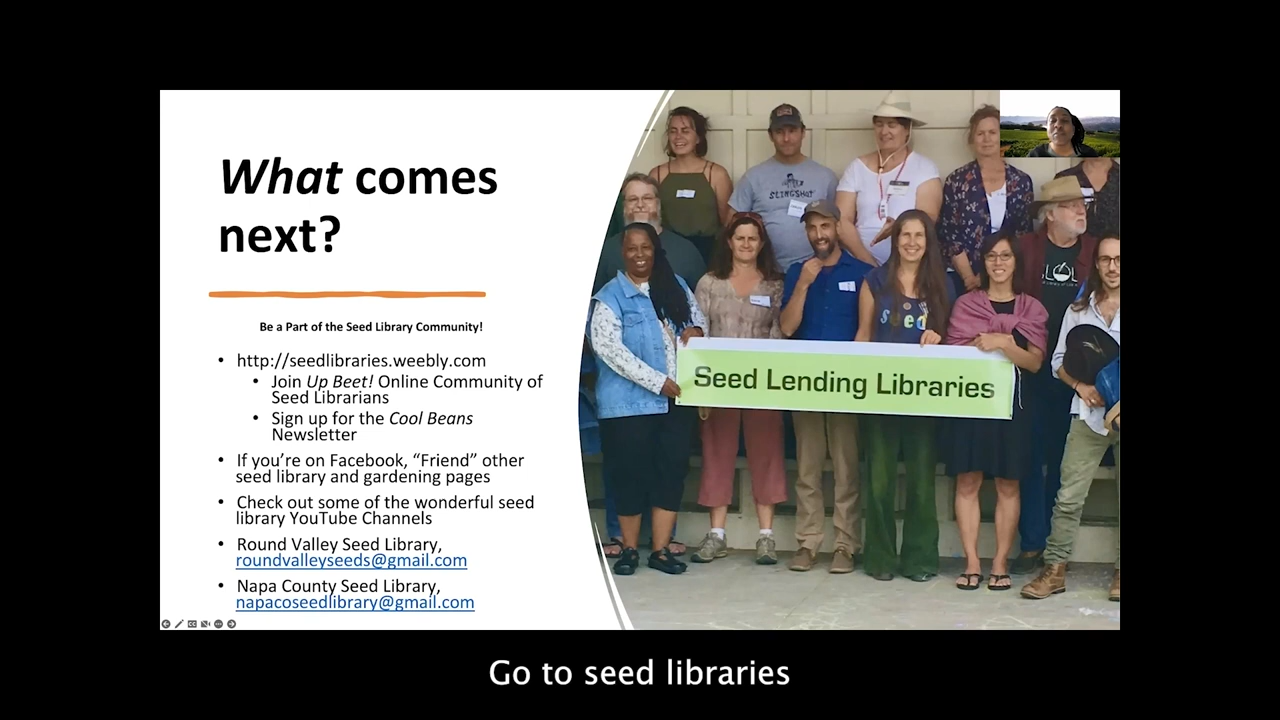 What comes
next?
Be a Part of the Seed Library Community!
• http://seedlibraries.weebly.com
• Join Up Beet! Online Community of
Seed Librarians
• Sign up for the Cool Beans
Newsletter
• If you're on Facebook, “Friend” other
seed library and gardening pages
• Check out some of the wonderful seed
library YouTube Channels
• Round Valley Seed Library,
roundvalleyseeds@gmail.com
• Napa County Seed Library,
napacoseedlibrary@gmail.com
SLINGSHOT
Seed
Seed Lending Libraries
Go to seed libraries